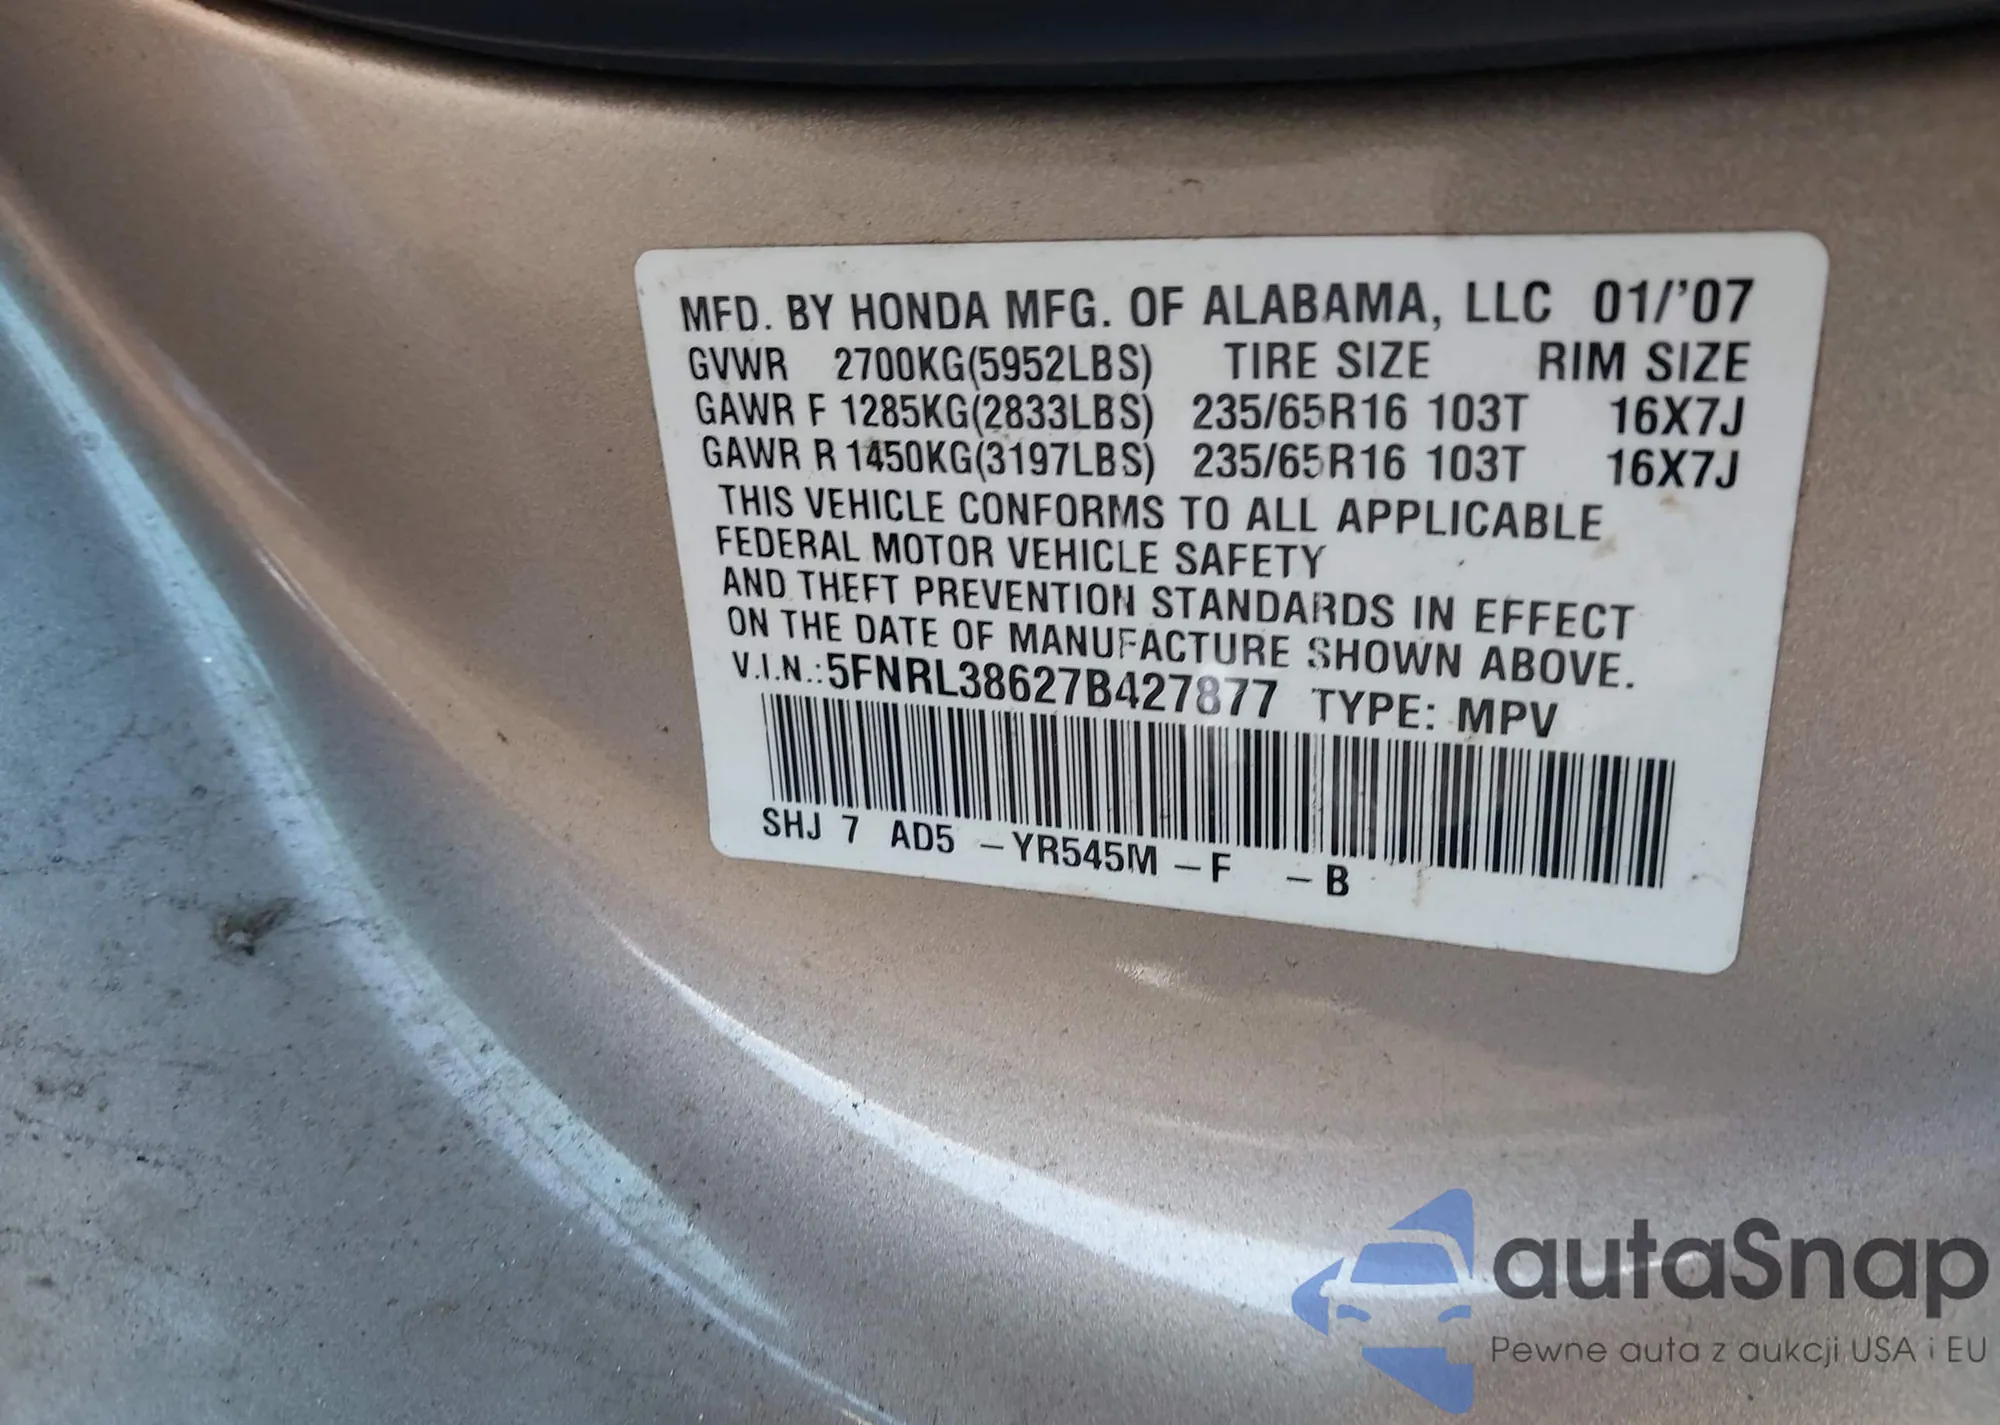 MFD. BY HONDA MFG. OF ALABAMA, LLC 01/'07
GVWR 2700KG(5952LBS) TIRE SIZE RIM SIZE
GAWR F 1285KG(2833LBS) 235/65R16 103T 16X7J
GAWR R 1450KG(3197LBS) 235/65R16 103T 16X7J
THIS VEHICLE CONFORMS TO ALL APPLICABLE
FEDERAL MOTOR VEHICLE SAFETY
AND THEFT PREVENTION STANDARDS IN EFFECT
ON THE DATE OF MANUFACTURE SHOWN ABOVE.
V.I.N.:5FNRL38627B427877 TYPE: MPV
SHJ 7 AD5 –YR545M –F –B
autaSnap
Pewne auta z aukcji USA i EU